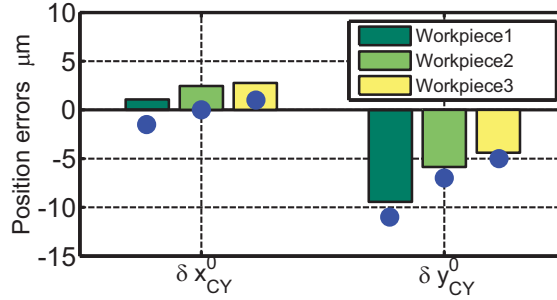 Position errors μm
10
5
0
-5
-10
-15
Workpiece1
Workpiece2
Workpiece3
δ x⁰CY
δ y⁰CY